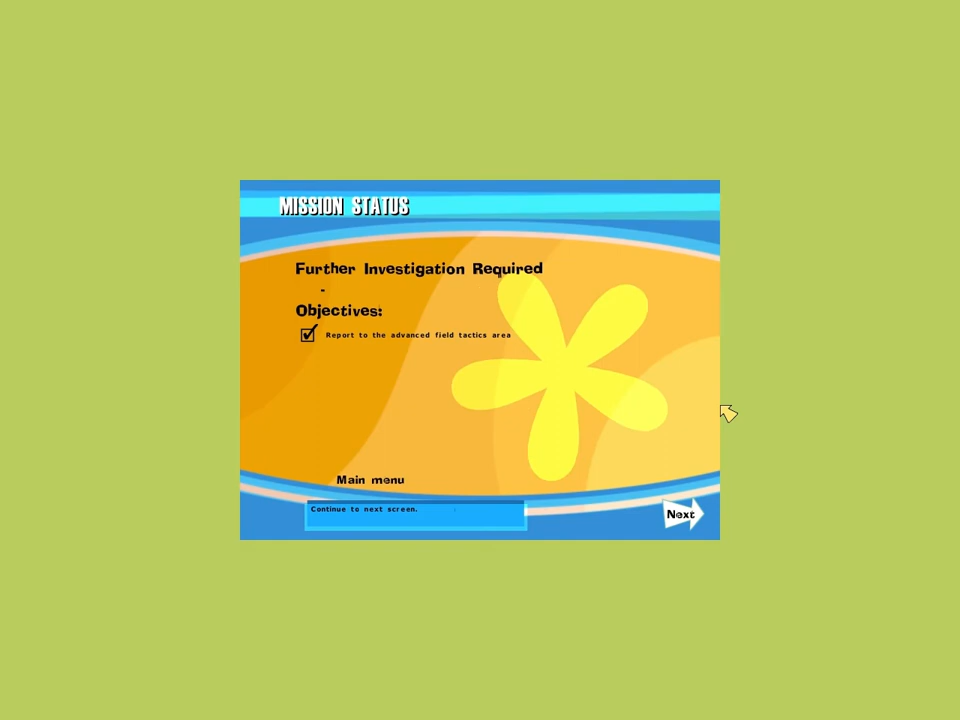 MISSION STATUS
Further Investigation Required
-
Objectives:
Report to the advanced field tactics area
Main menu
Continue to next screen.
Next